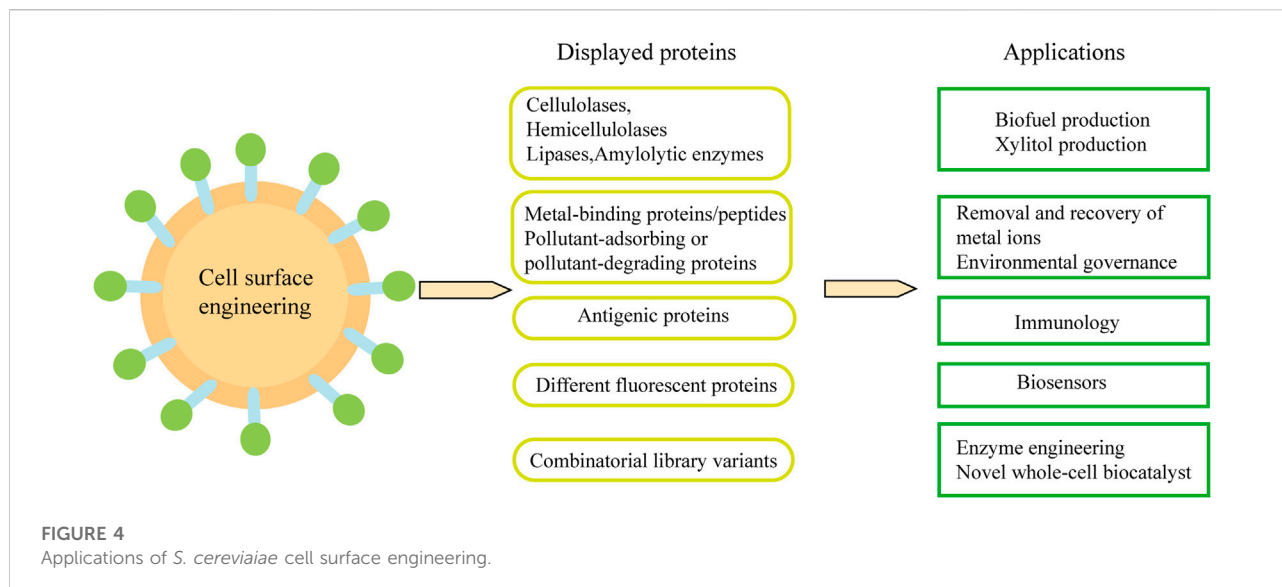 Displayed proteins
Applications
Cell surface
engineering
Cellulolases,
Hemicellulolases
Lipases,Amylolytic enzymes
Biofuel production
Xylitol production
Metal-binding proteins/peptides
Pollutant-adsorbing or
pollutant-degrading proteins
Removal and recovery of
metal ions
Environmental governance
Antigenic proteins
Immunology
Different fluorescent proteins
Biosensors
Combinatorial library variants
Enzyme engineering
Novel whole-cell biocatalyst
FIGURE 4
Applications of S. cereviaiae cell surface engineering.